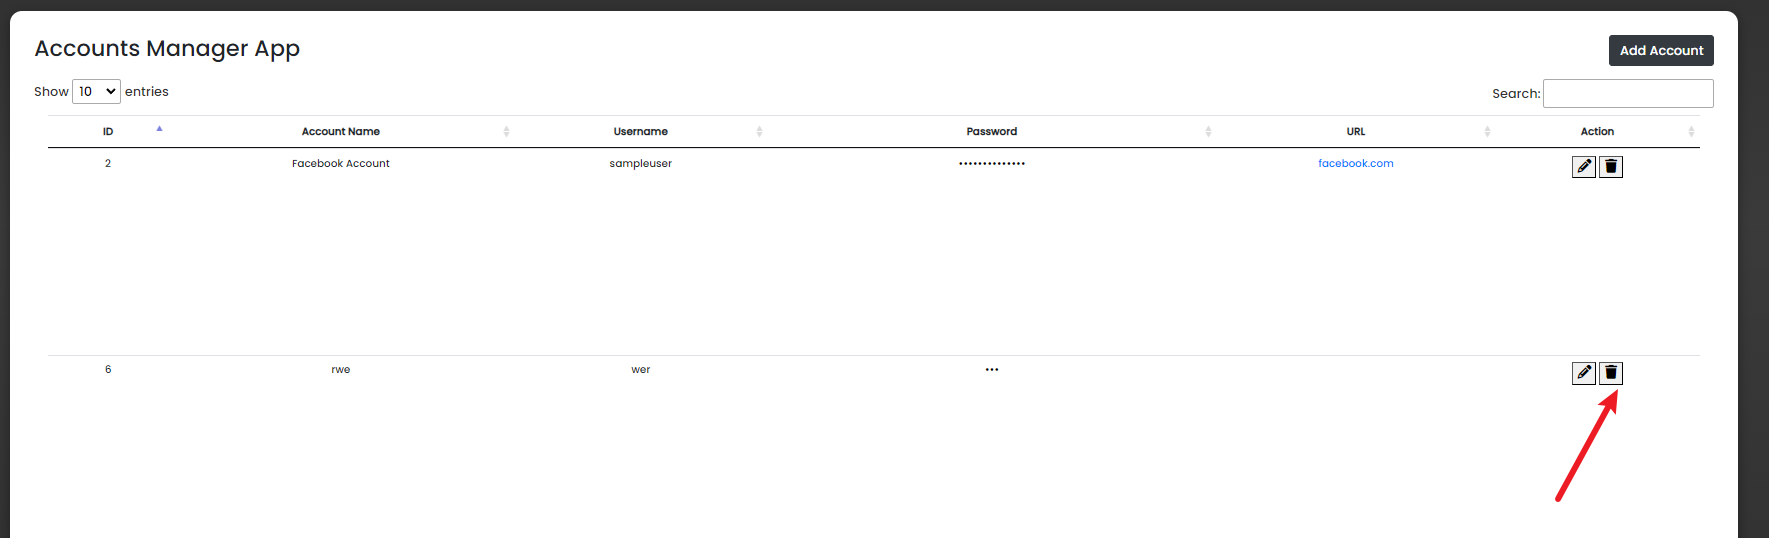 Accounts Manager App
Add Account
Show 10 entries
Search:
ID Account Name Username Password URL Action
2 Facebook Account sampleuser •••••••••••••• facebook.com
6 rwe wer •••